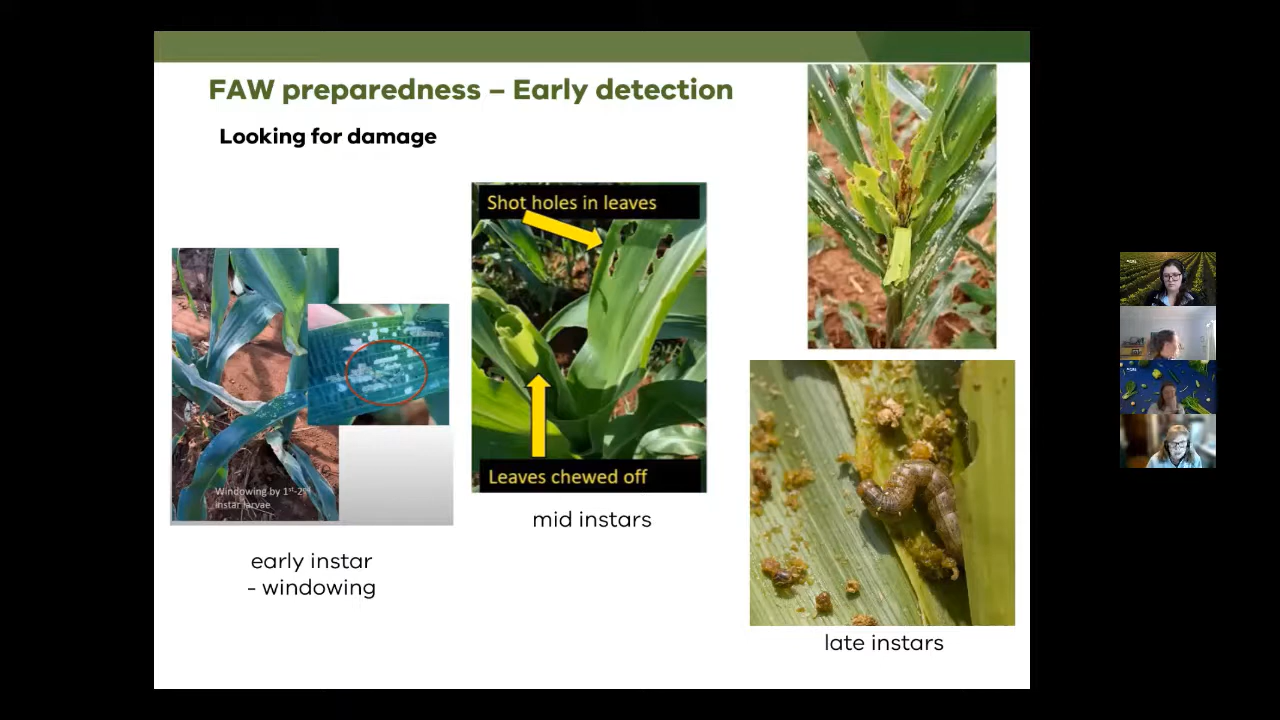 FAW preparedness – Early detection
Looking for damage
Shot holes in leaves
Leaves chewed off
Windowing by 1st-2nd
instar larvae
early instar
- windowing
mid instars
late instars